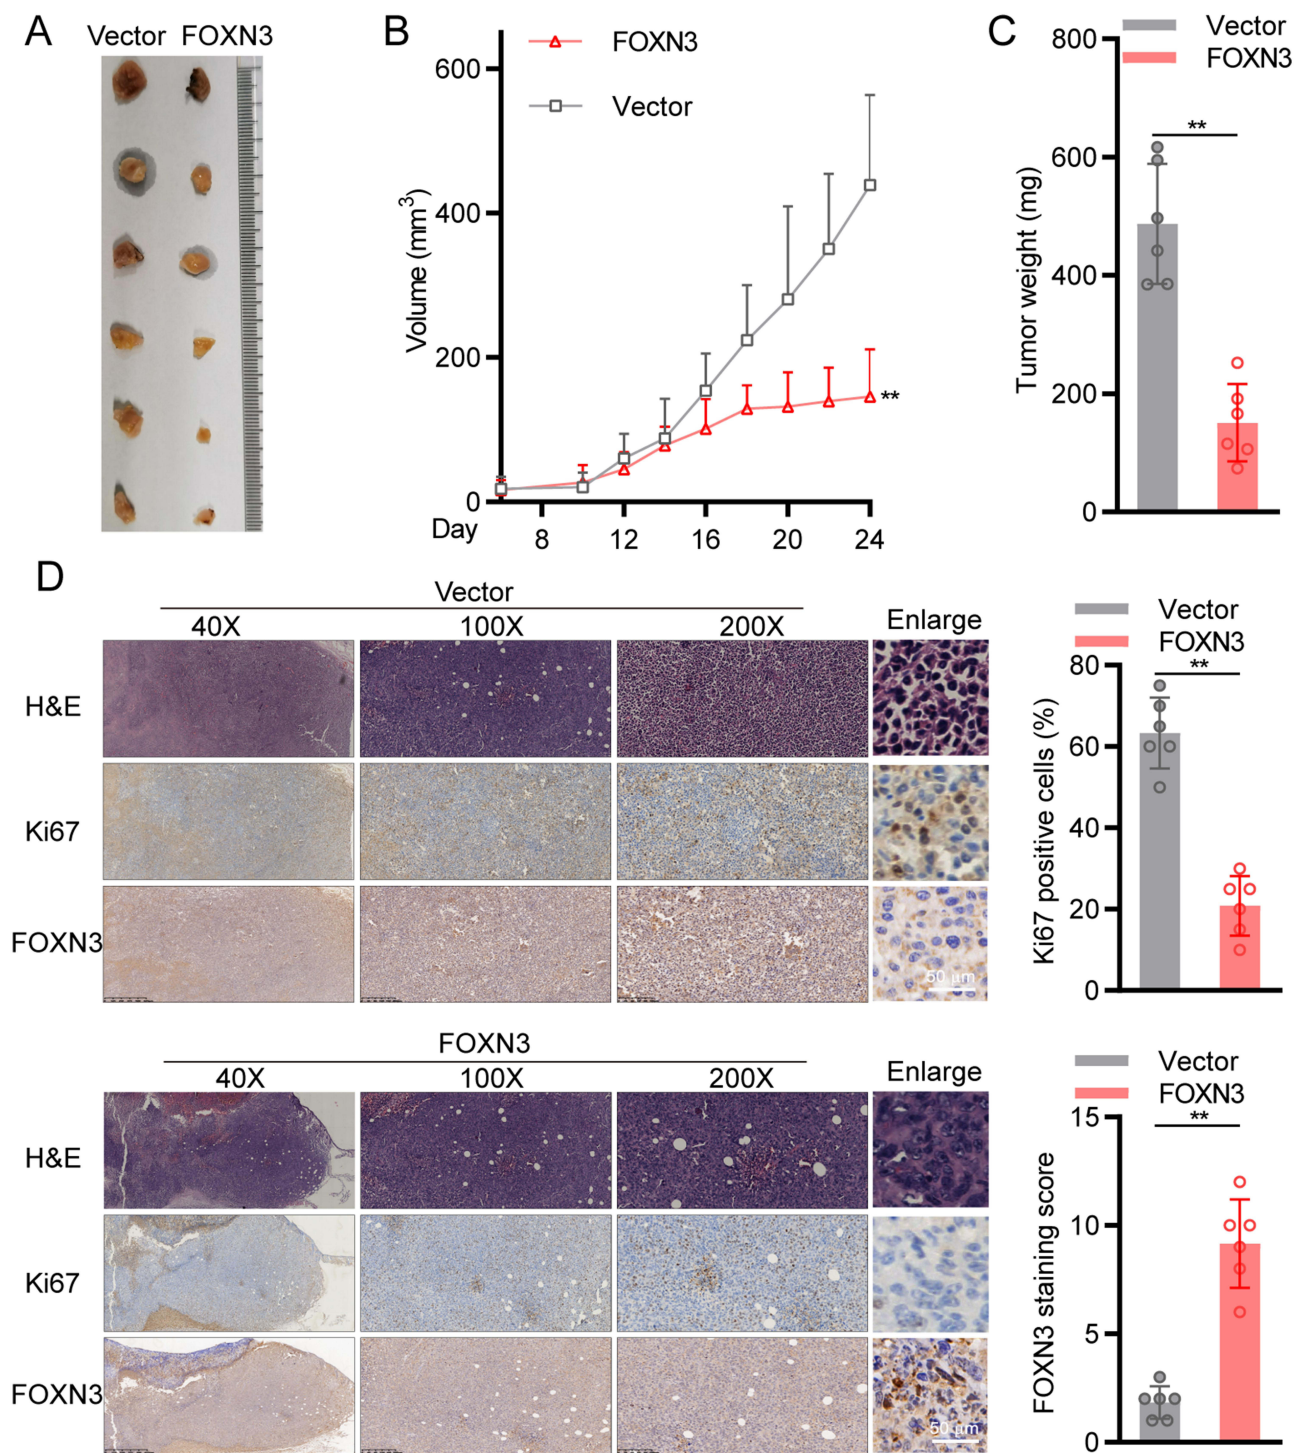 A
Vector FOXN3
B
FOXN3
Vector
Volume (mm³)
600
400
200
0
Day
8 12 16 20 24
**
C
Vector
FOXN3
Tumor weight (mg)
800
600
400
200
0
**
D
Vector
40X 100X 200X Enlarge
H&E
Ki67
FOXN3
50 μm
Vector
FOXN3
Ki67 positive cells (%)
80
60
40
20
0
**
FOXN3
40X 100X 200X Enlarge
H&E
Ki67
FOXN3
50 μm
Vector
FOXN3
FOXN3 staining score
15
10
5
0
**